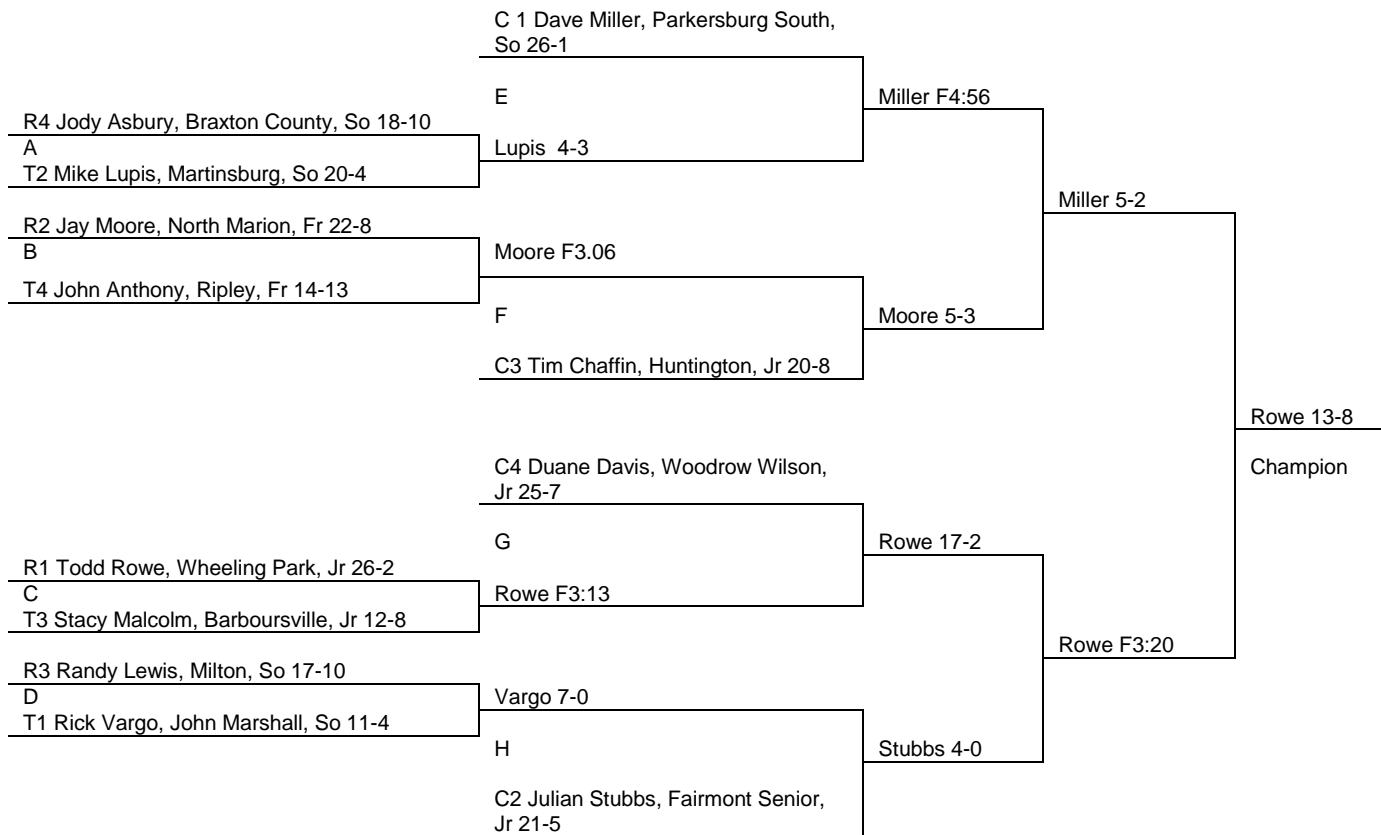 C 1 Dave Miller, Parkersburg South,
So 26-1
E
Miller F4:56
R4 Jody Asbury, Braxton County, So 18-10
A
Lupis  4-3
T2 Mike Lupis, Martinsburg, So 20-4
Miller 5-2
R2 Jay Moore, North Marion, Fr 22-8
B
Moore F3.06
T4 John Anthony, Ripley, Fr 14-13
F
Moore 5-3
C3 Tim Chaffin, Huntington, Jr 20-8
Rowe 13-8
Champion
C4 Duane Davis, Woodrow Wilson,
Jr 25-7
G
Rowe 17-2
R1 Todd Rowe, Wheeling Park, Jr 26-2
C
Rowe F3:13
T3 Stacy Malcolm, Barboursville, Jr 12-8
Rowe F3:20
R3 Randy Lewis, Milton, So 17-10
D
Vargo 7-0
T1 Rick Vargo, John Marshall, So 11-4
H
Stubbs 4-0
C2 Julian Stubbs, Fairmont Senior,
Jr 21-5